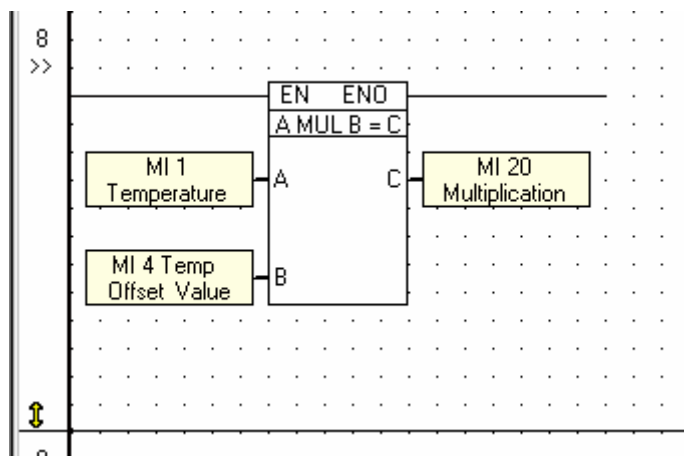 8
>>
EN ENO
A MUL B = C
MI 1
Temperature
A
C
MI 20
Multiplication
MI 4 Temp
Offset Value
B